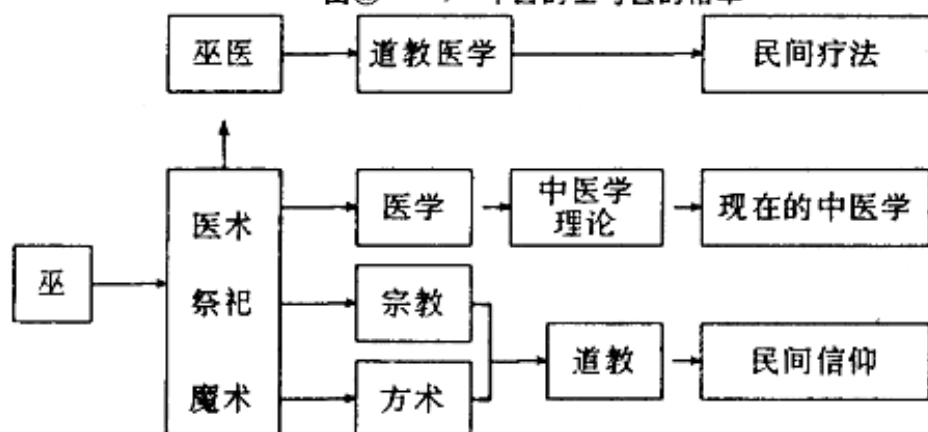 巫医
道教医学
民间疗法
医术
医学
中医学
理论
现在的中医学
巫
祭祀
宗教
道教
民间信仰
魔术
方术